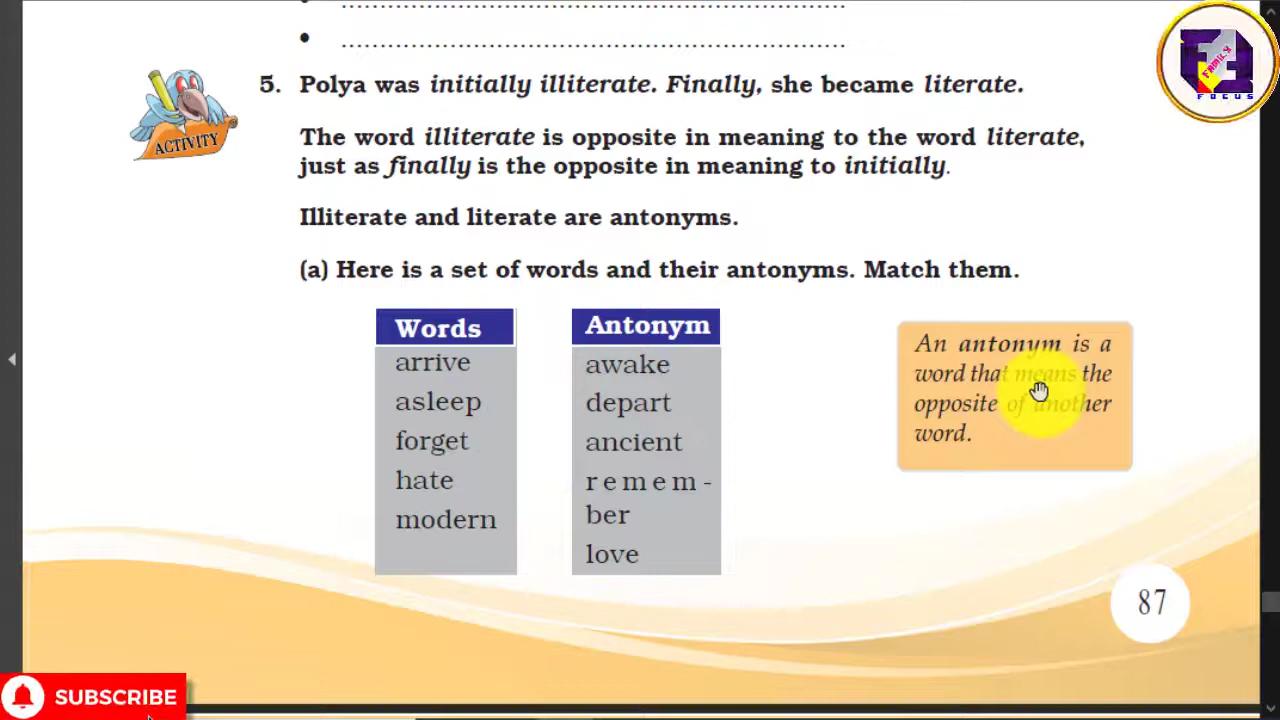 • ....................................................................
• ....................................................................
ACTIVITY
5. Polya was initially illiterate. Finally, she became literate.
The word illiterate is opposite in meaning to the word literate,
just as finally is the opposite in meaning to initially.
Illiterate and literate are antonyms.
(a) Here is a set of words and their antonyms. Match them.
Words
arrive
asleep
forget
hate
modern
Antonym
awake
depart
ancient
remem-
ber
love
An antonym is a
word that means the
opposite of another
word.
87
FAMILY
FOCUS
SUBSCRIBE